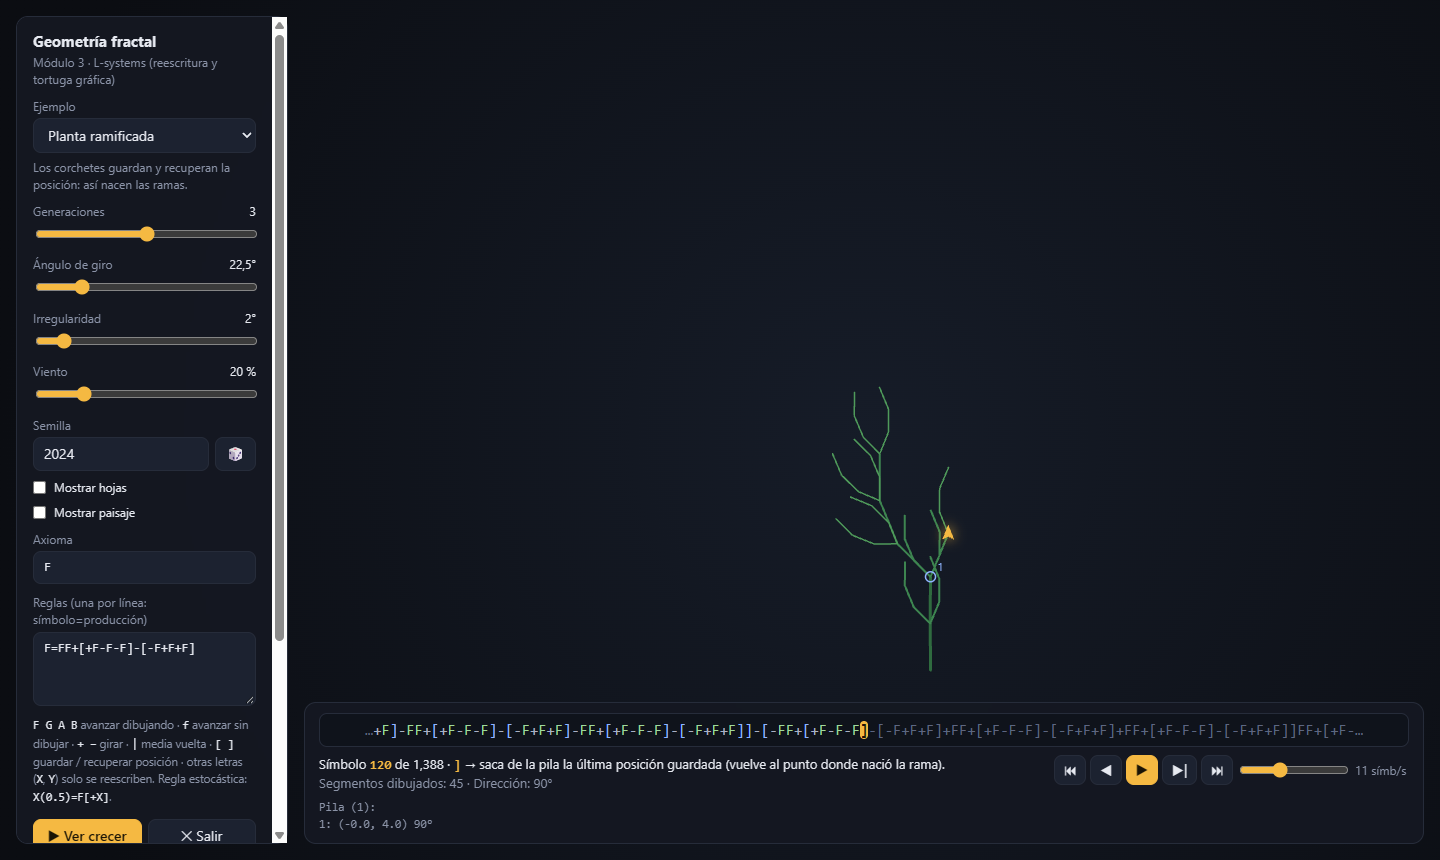 Geometría fractal
Módulo 3 · L-systems (reescritura y
tortuga gráfica)
Ejemplo
Planta ramificada
Los corchetes guardan y recuperan la
posición: así nacen las ramas.
Generaciones 3
Ángulo de giro 22,5°
Irregularidad 2°
Viento 20 %
Semilla
2024
Mostrar hojas
Mostrar paisaje
Axioma
F
Reglas (una por línea:
símbolo=producción)
F=FF+[+F-F-F]-[-F+F+F]
F G A B avanzar dibujando · f avanzar sin
dibujar · + − girar · | media vuelta · [ ]
guardar / recuperar posición · otras letras
(X, Y) solo se reescriben. Regla estocástica:
X(0.5)=F[+X].
▶ Ver crecer
✕ Salir
1
…+F]-FF+[+F-F-F]-[-F+F+F]-FF+[+F-F-F]-[-F+F+F]]-[-FF+[+F-F-F]-[-F+F+F]+FF+[+F-F-F]-[-F+F+F]+FF+[+F-F-F]-[-F+F+F]]FF+[+F-…
Símbolo 120 de 1,388 · ] → saca de la pila la última posición guardada (vuelve al punto donde nació la rama).
Segmentos dibujados: 45 · Dirección: 90°
Pila (1):
1: (-0.0, 4.0) 90°
11 símb/s